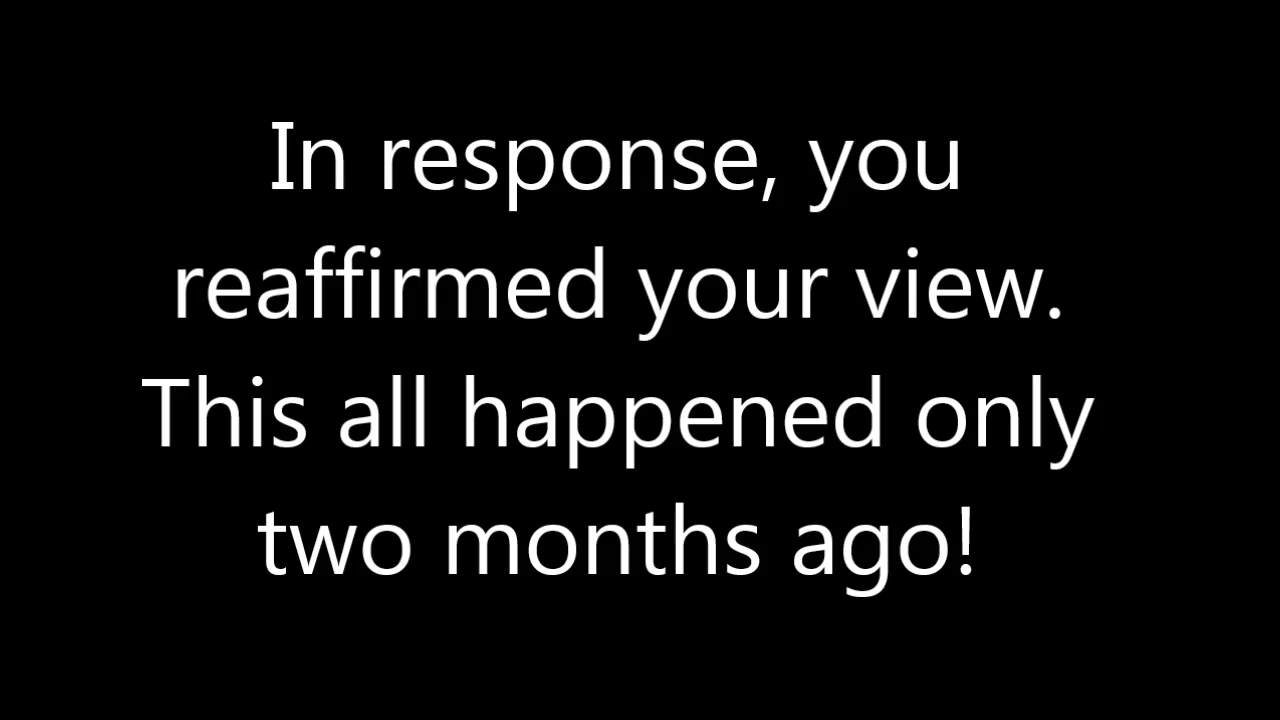 In response, you
reaffirmed your view.
This all happened only
two months ago!